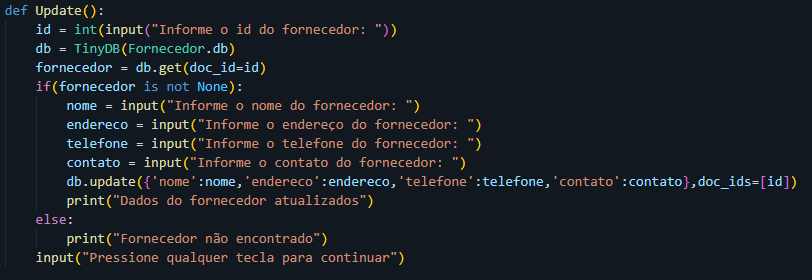 def Update():
    id = int(input("Informe o id do fornecedor: "))
    db = TinyDB(Fornecedor.db)
    fornecedor = db.get(doc_id=id)
    if(fornecedor is not None):
        nome = input("Informe o nome do fornecedor: ")
        endereco = input("Informe o endereço do fornecedor: ")
        telefone = input("Informe o telefone do fornecedor: ")
        contato = input("Informe o contato do fornecedor: ")
        db.update({'nome':nome,'endereco':endereco,'telefone':telefone,'contato':contato},doc_ids=[id])
        print("Dados do fornecedor atualizados")
    else:
        print("Fornecedor não encontrado")
    input("Pressione qualquer tecla para continuar")